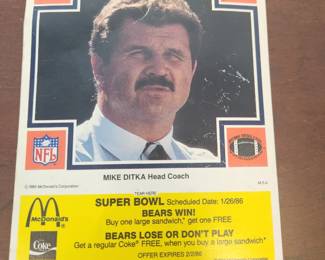 NFL
© 1985 McDonald's Corporation
MIKE DITKA Head Coach
M.S.A.
*TEAR HERE*
SUPER BOWL Scheduled Date: 1/26/86
BEARS WIN!
Buy one large sandwich,* get one FREE
McDonald's
®
BEARS LOSE OR DON'T PLAY
Coke
Get a regular Coke® FREE, when you buy a large sandwich*
OFFER EXPIRES 2/2/86